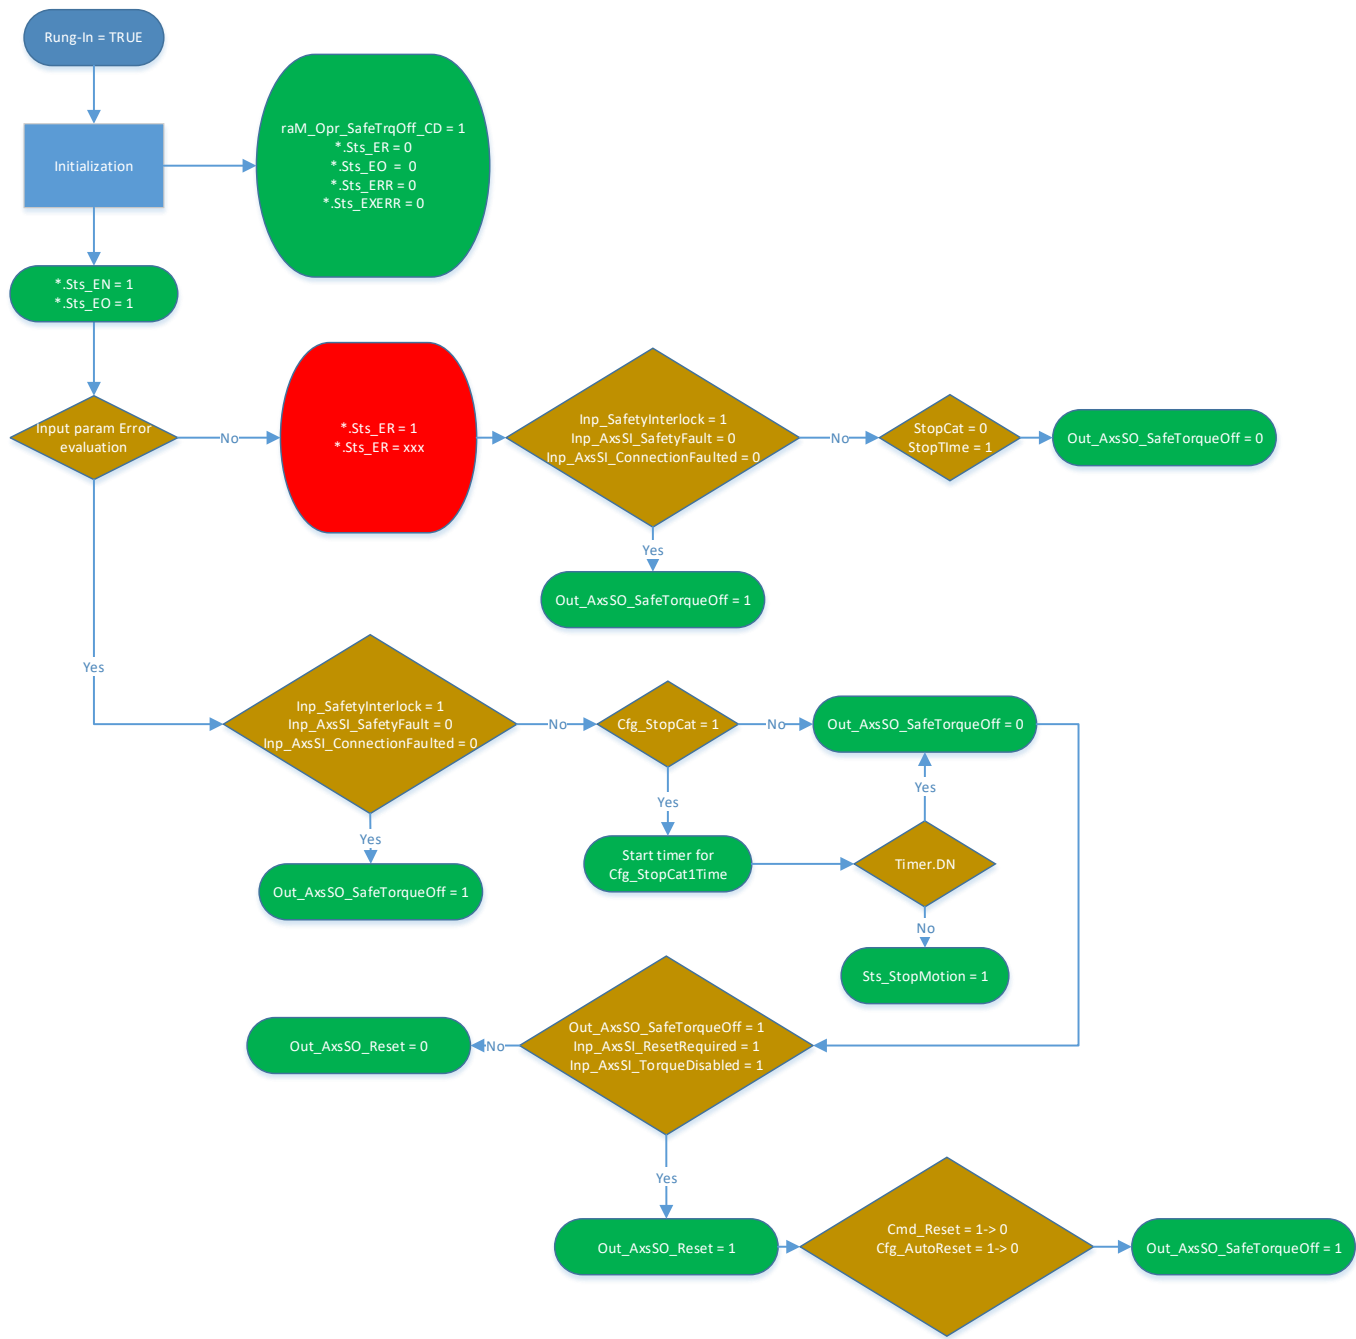 Rung-In = TRUE
Initialization
raM_Opr_SafeTrqOff_CD = 1
*.Sts_ER = 0
*.Sts_EO = 0
*.Sts_ERR = 0
*.Sts_EXERR = 0
*.Sts_EN = 1
*.Sts_EO = 1
Input param Error
evaluation
No
*.Sts_ER = 1
*.Sts_ER = xxx
Inp_SafetyInterlock = 1
Inp_AxsSI_SafetyFault = 0
Inp_AxsSI_ConnectionFaulted = 0
No
StopCat = 0
StopTIme = 1
Out_AxsSO_SafeTorqueOff = 0
Yes
Out_AxsSO_SafeTorqueOff = 1
Yes
Inp_SafetyInterlock = 1
Inp_AxsSI_SafetyFault = 0
Inp_AxsSI_ConnectionFaulted = 0
No
Cfg_StopCat = 1
No
Out_AxsSO_SafeTorqueOff = 0
Yes
Out_AxsSO_SafeTorqueOff = 1
Yes
Start timer for
Cfg_StopCat1Time
Yes
Timer.DN
No
Sts_StopMotion = 1
Out_AxsSO_SafeTorqueOff = 1
Inp_AxsSI_ResetRequired = 1
Inp_AxsSI_TorqueDisabled = 1
No
Out_AxsSO_Reset = 0
Yes
Out_AxsSO_Reset = 1
Cmd_Reset = 1-> 0
Cfg_AutoReset = 1-> 0
Out_AxsSO_SafeTorqueOff = 1